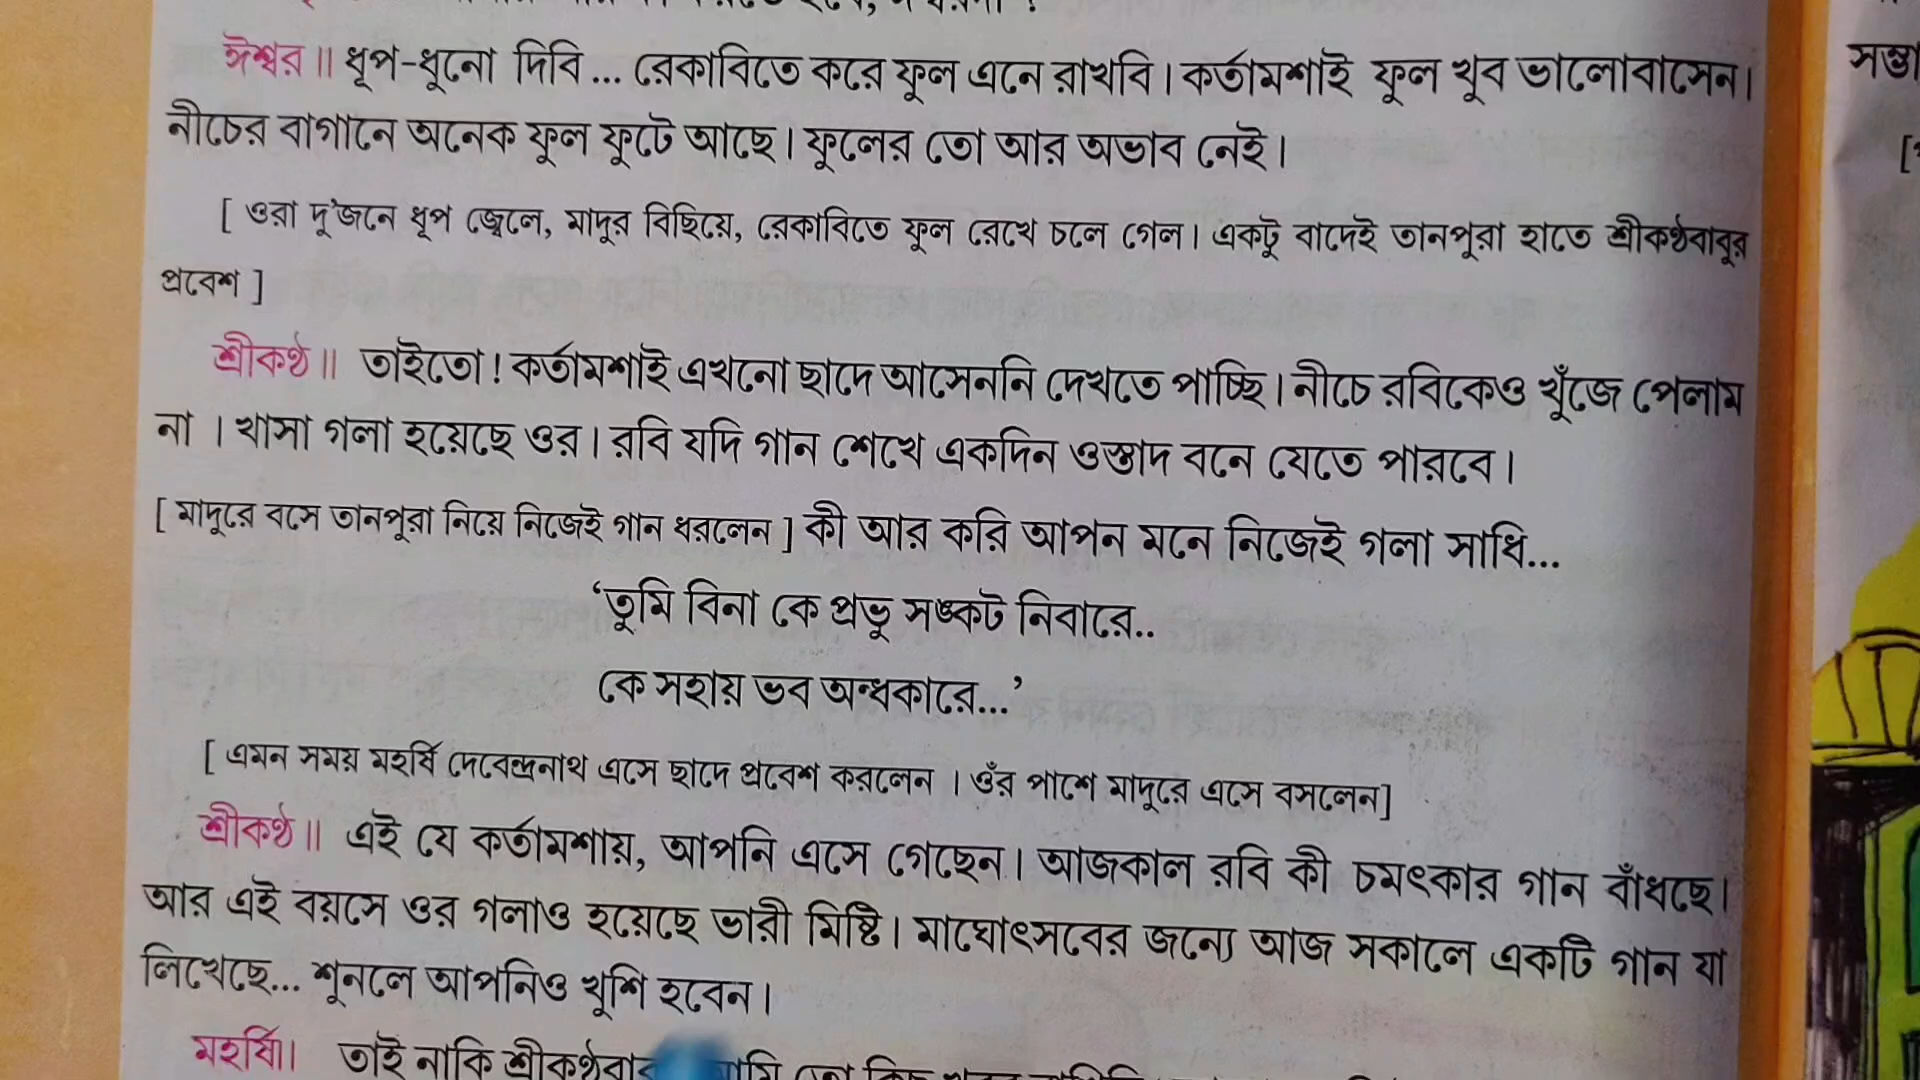 ঈশ্বর॥ ধূপ-ধুনো দিবি... রেকাবিতে করে ফুল এনে রাখবি। কর্তামশাই ফুল খুব ভালোবাসেন।
নীচের বাগানে অনেক ফুল ফুটে আছে। ফুলের তো আর অভাব নেই।
[ ওরা দু'জনে ধূপ জ্বেলে, মাদুর বিছিয়ে, রেকাবিতে ফুল রেখে চলে গেল। একটু বাদেই তানপুরা হাতে শ্রীকণ্ঠবাবুর
প্রবেশ ]
শ্রীকণ্ঠ॥ তাইতো! কর্তামশাই এখনো ছাদে আসেননি দেখতে পাচ্ছি। নীচে রবিকেও খুঁজে পেলাম
না । খাসা গলা হয়েছে ওর। রবি যদি গান শেখে একদিন ওস্তাদ বনে যেতে পারবে।
[ মাদুরে বসে তানপুরা নিয়ে নিজেই গান ধরলেন ] কী আর করি আপন মনে নিজেই গলা সাধি...
‘তুমি বিনা কে প্রভু সঙ্কট নিবারে..
কে সহায় ভব অন্ধকারে...’
[ এমন সময় মহর্ষি দেবেন্দ্রনাথ এসে ছাদে প্রবেশ করলেন । ওঁর পাশে মাদুরে এসে বসলেন]
শ্রীকণ্ঠ॥ এই যে কর্তামশায়, আপনি এসে গেছেন। আজকাল রবি কী চমৎকার গান বাঁধছে।
আর এই বয়সে ওর গলাও হয়েছে ভারী মিষ্টি। মাঘোৎসবের জন্যে আজ সকালে একটি গান যা
লিখেছে... শুনলে আপনিও খুশি হবেন।
মহর্ষি॥ তাই নাকি